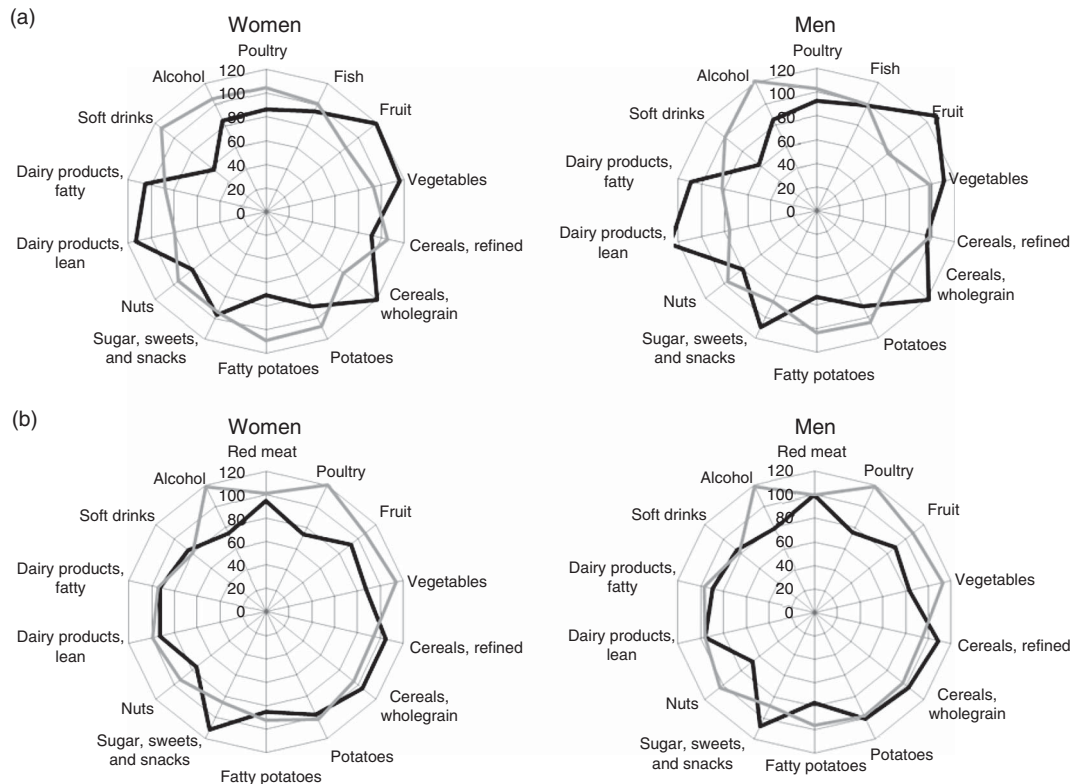 (a)
Women
Poultry
Fish
Fruit
Vegetables
Cereals, refined
Cereals,
wholegrain
Potatoes
Fatty potatoes
Sugar, sweets,
and snacks
Nuts
Dairy products,
lean
Dairy products,
fatty
Soft drinks
Alcohol
120
100
80
60
40
20
0
Men
Fish
Fruit
Vegetables
Cereals, refined
Cereals,
wholegrain
Potatoes
Fatty potatoes
Sugar, sweets,
and snacks
Nuts
Dairy products,
lean
Dairy products,
fatty
Soft drinks
Alcohol
120
100
80
60
40
20
0
(b)
Women
Red meat
Poultry
Fruit
Vegetables
Cereals, refined
Cereals,
wholegrain
Potatoes
Fatty potatoes
Sugar, sweets,
and snacks
Nuts
Dairy products,
lean
Dairy products,
fatty
Soft drinks
Alcohol
120
100
80
60
40
20
0
Men
Red meat
Poultry
Fruit
Vegetables
Cereals, refined
Cereals,
wholegrain
Potatoes
Fatty potatoes
Sugar, sweets,
and snacks
Nuts
Dairy products,
lean
Dairy products,
fatty
Soft drinks
Alcohol
120
100
80
60
40
20
0